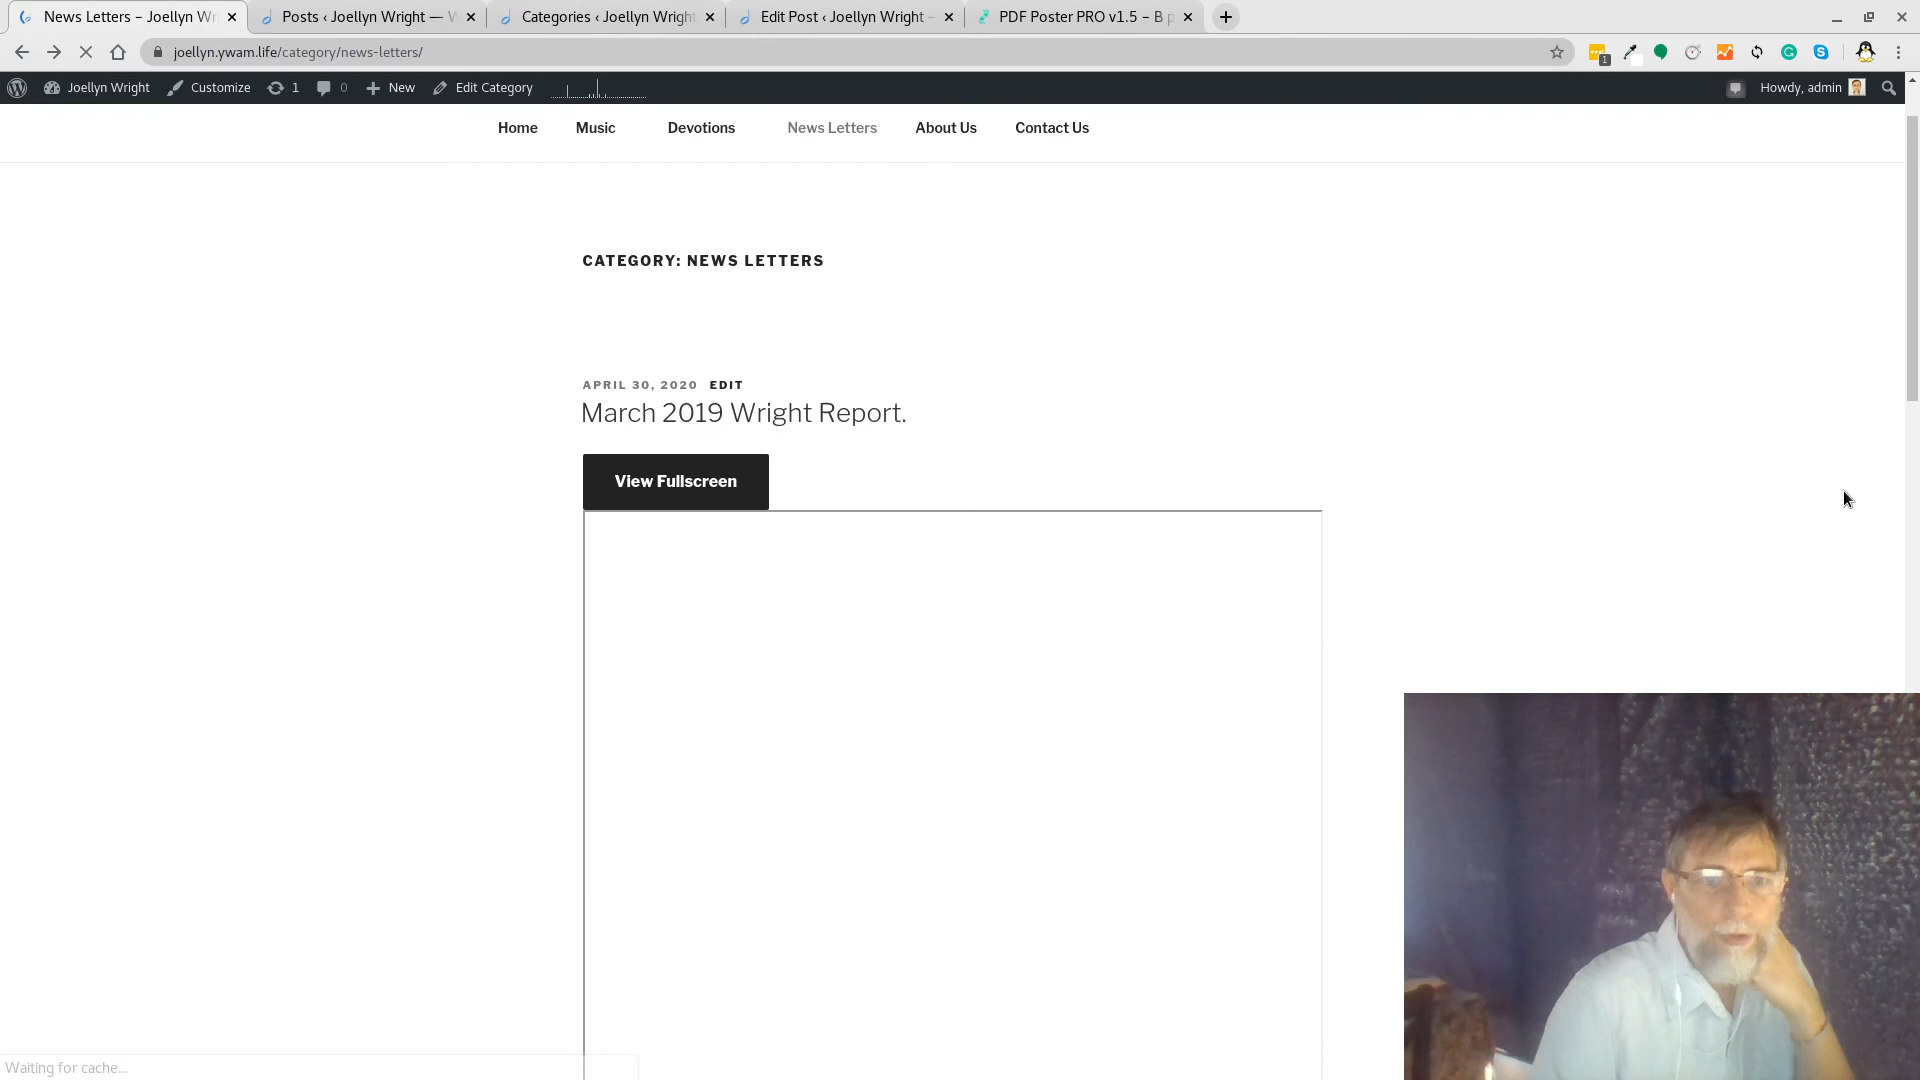 News Letters – Joellyn Wr
Posts ‹ Joellyn Wright —
Categories ‹ Joellyn Wright
Edit Post ‹ Joellyn Wright
PDF Poster PRO v1.5 – B p
joellyn.ywam.life/category/news-letters/
1
Joellyn Wright
Customize
1
0
New
Edit Category
Howdy, admin
Home
Music
Devotions
News Letters
About Us
Contact Us
CATEGORY: NEWS LETTERS
APRIL 30, 2020 EDIT
March 2019 Wright Report.
View Fullscreen
Waiting for cache...